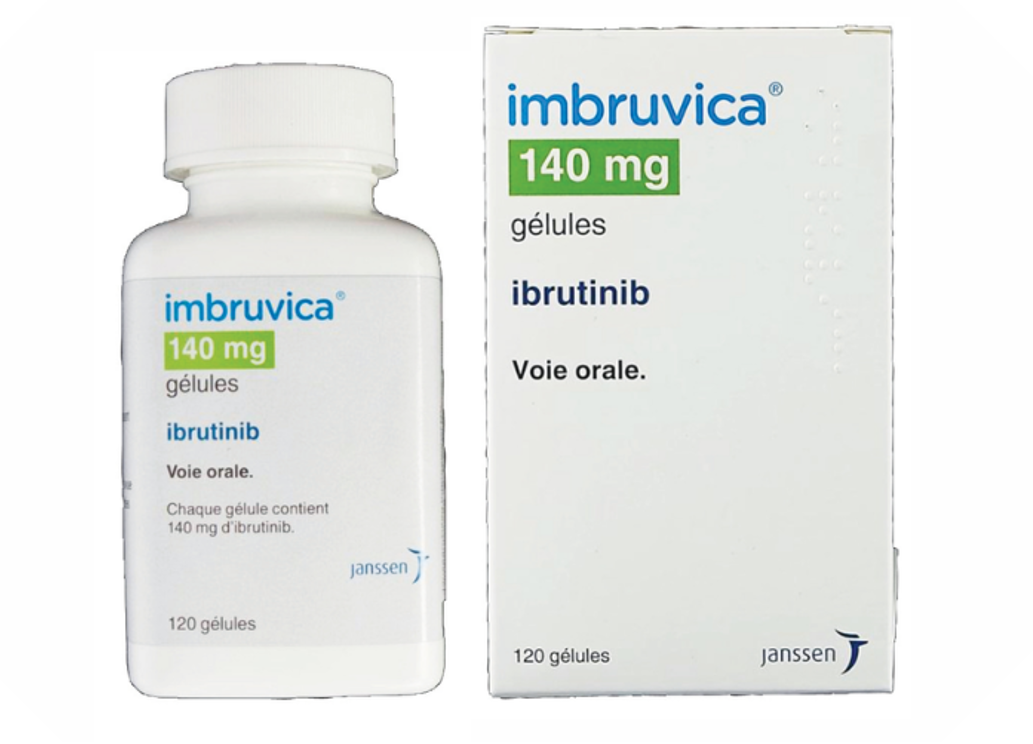 imbruvica®
140 mg
gélules
ibrutinib
Voie orale.
Chaque gélule contient
140 mg d'ibrutinib.
janssen
120 gélules
imbruvica®
140 mg
gélules
ibrutinib
Voie orale.
120 gélules
janssen